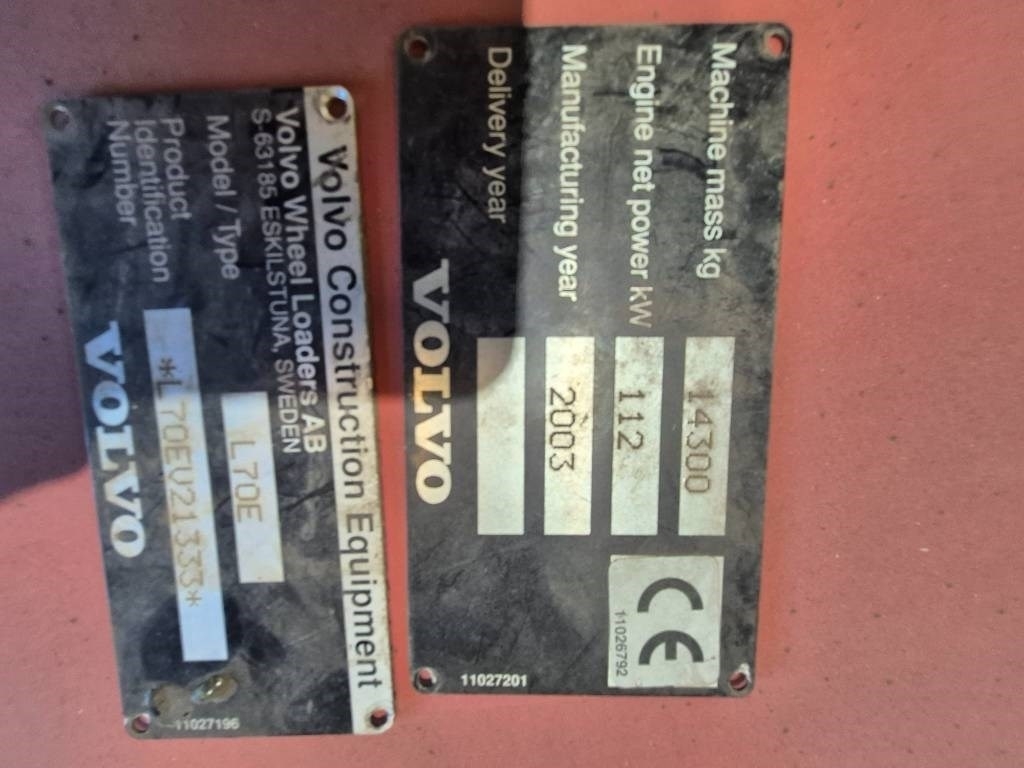 Volvo Construction Equipment
Volvo Wheel Loaders AB
S-63185 ESKILSTUNA, SWEDEN
Model / Type L70E
Product
Identification
Number *L70EV21333*
VOLVO
11027196
Machine mass kg 14300
Engine net power kW 112
Manufacturing year 2003
Delivery year
VOLVO
CE
11026792
11027201